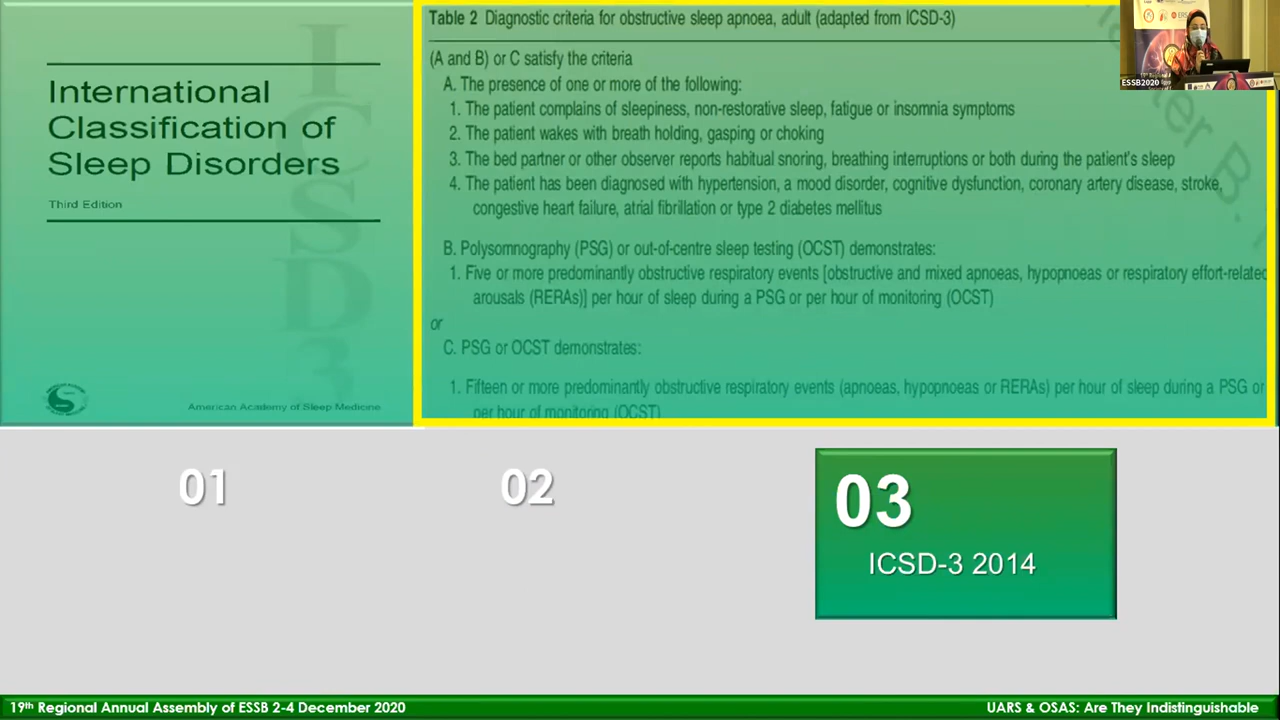 International
Classification of
Sleep Disorders
Third Edition
ICSD3
American Academy of Sleep Medicine
Table 2 Diagnostic criteria for obstructive sleep apnoea, adult (adapted from ICSD-3)
(A and B) or C satisfy the criteria
A. The presence of one or more of the following:
1. The patient complains of sleepiness, non-restorative sleep, fatigue or insomnia symptoms
2. The patient wakes with breath holding, gasping or choking
3. The bed partner or other observer reports habitual snoring, breathing interruptions or both during the patient's sleep
4. The patient has been diagnosed with hypertension, a mood disorder, cognitive dysfunction, coronary artery disease, stroke,
congestive heart failure, atrial fibrillation or type 2 diabetes mellitus
B. Polysomnography (PSG) or out-of-centre sleep testing (OCST) demonstrates:
1. Five or more predominantly obstructive respiratory events [obstructive and mixed apnoeas, hypopnoeas or respiratory effort-related
arousals (RERAs)] per hour of sleep during a PSG or per hour of monitoring (OCST)
or
C. PSG or OCST demonstrates:
1. Fifteen or more predominantly obstructive respiratory events (apnoeas, hypopnoeas or RERAs) per hour of sleep during a PSG or
per hour of monitoring (OCST)
ERS
ESSB2020
01
02
03
ICSD-3 2014
19th Regional Annual Assembly of ESSB 2-4 December 2020
UARS & OSAS: Are They Indistinguishable